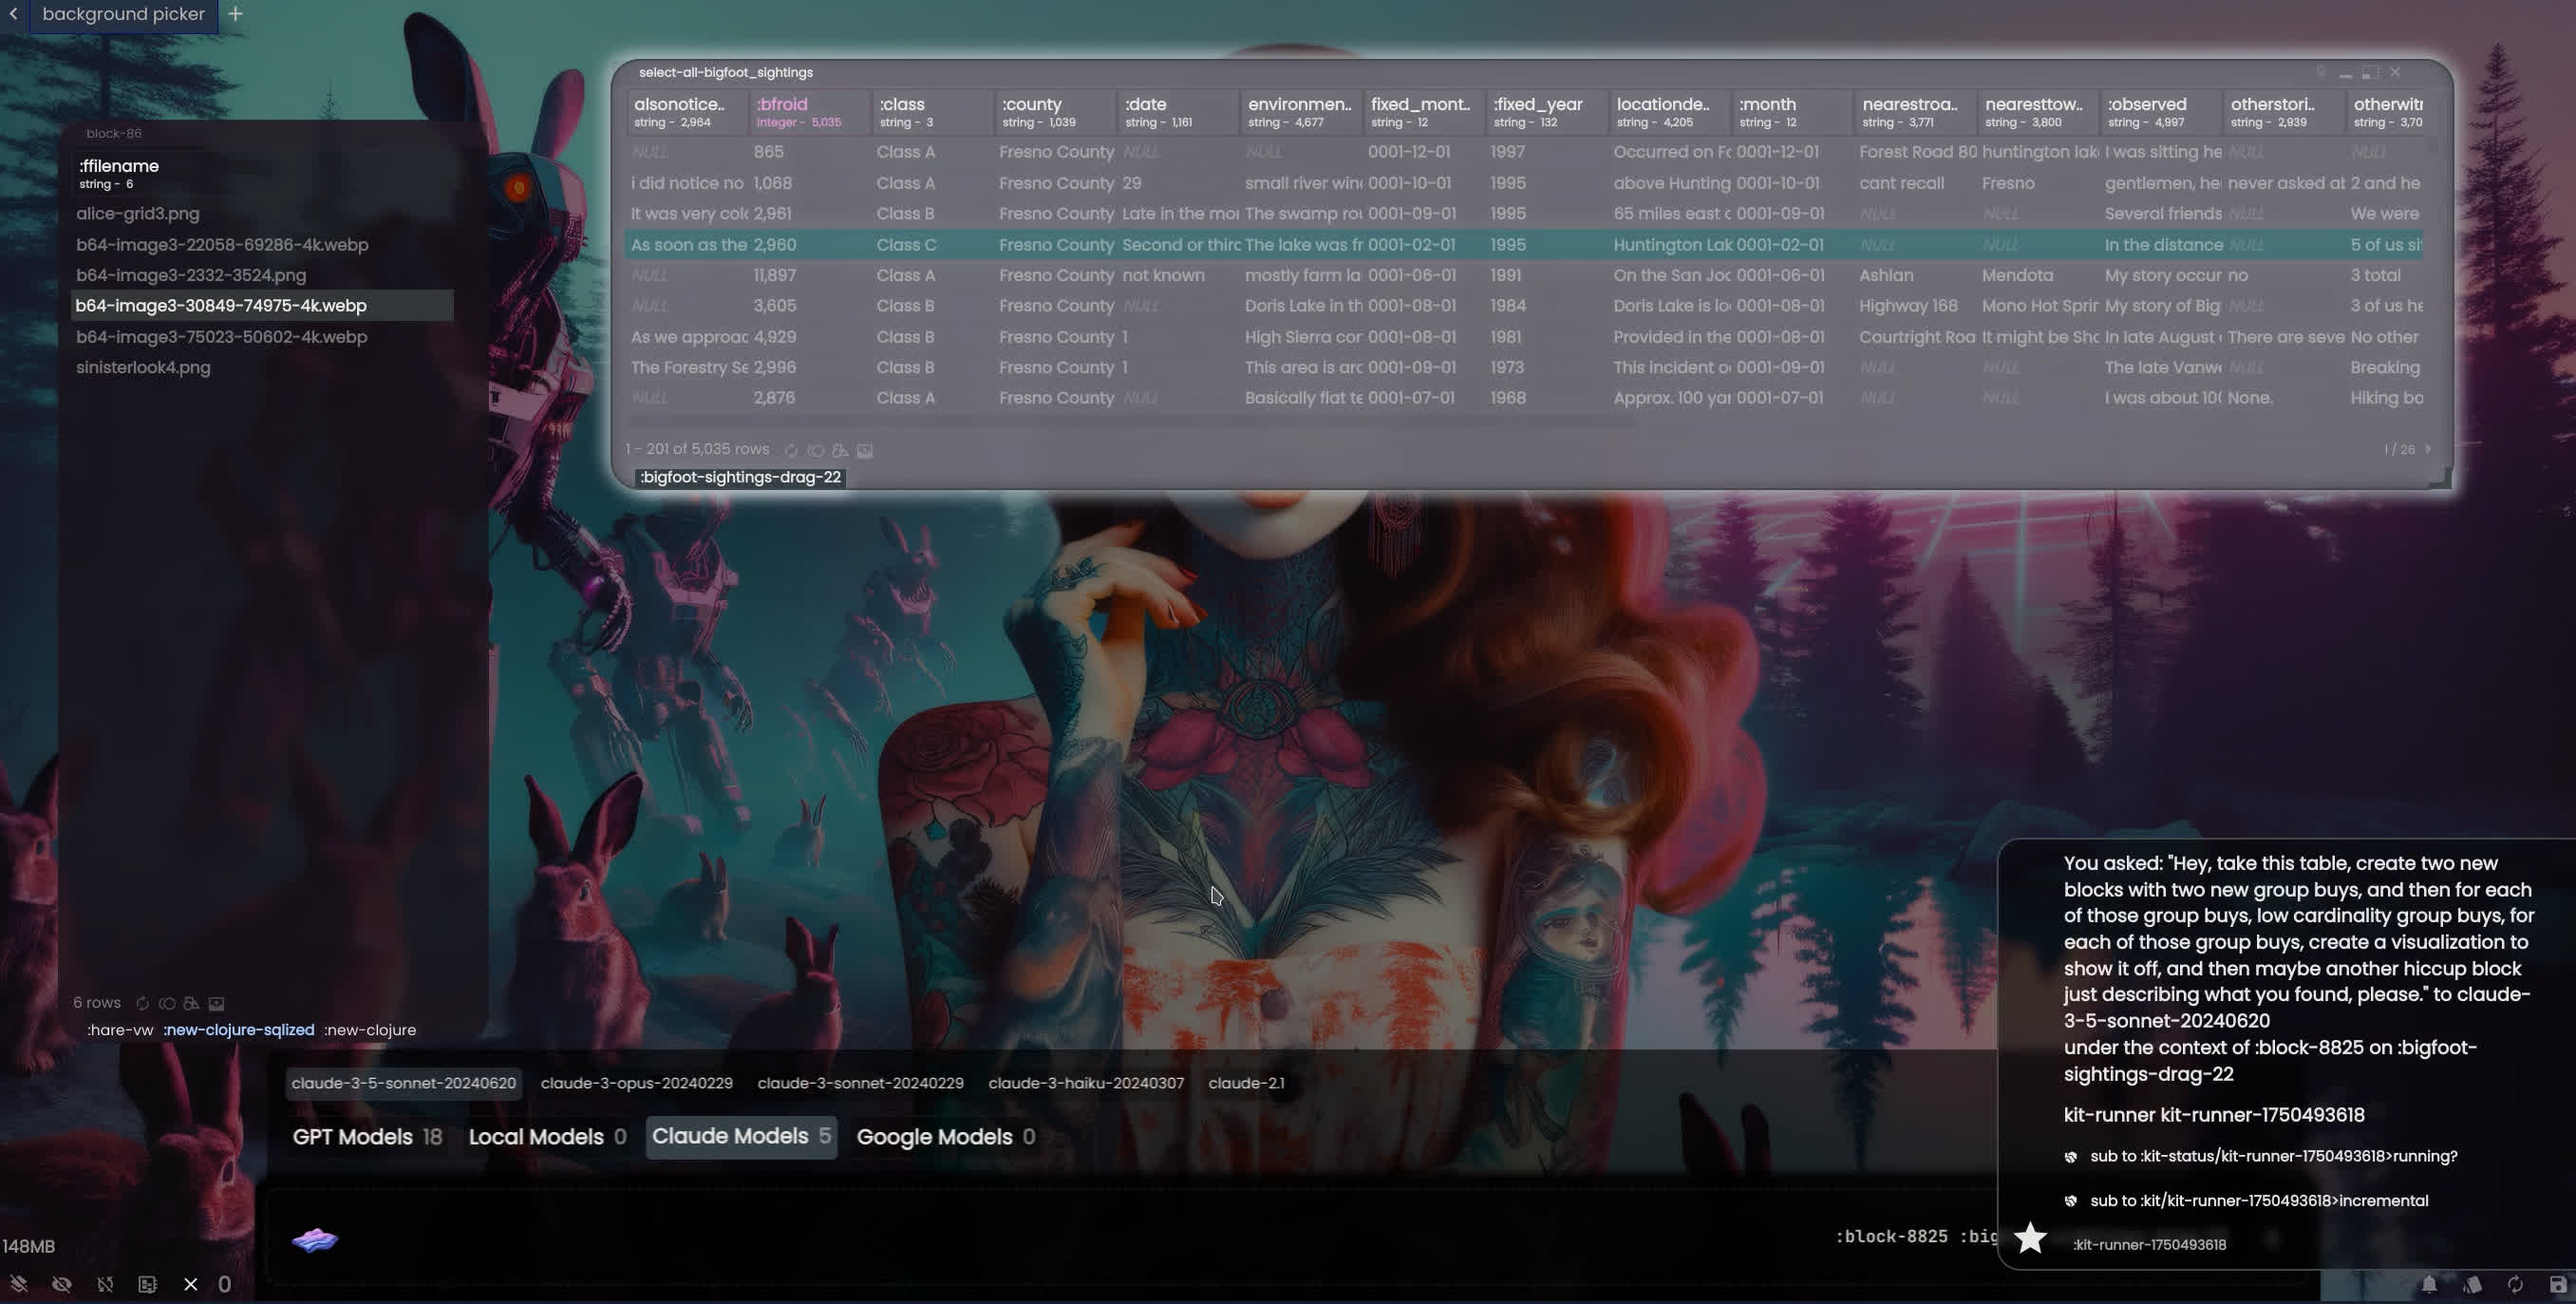 background picker
select-all-bigfoot_sightings
alsonotice.. :bfroid :class :county :date environmen.. fixed_mont.. :fixed_year locationde.. :month nearestroa.. nearesttow.. :observed otherstori.. otherwitr
string - 2,964 integer - 5,035 string - 3 string - 1,039 string - 1,161 string - 4,677 string - 12 string - 132 string - 4,205 string - 12 string - 3,771 string - 3,800 string - 4,997 string - 2,939 string - 3,70
NULL 865 Class A Fresno County NULL NULL 0001-12-01 1997 Occurred on Fo 0001-12-01 Forest Road 80 huntington lak I was sitting he NULL NULL
i did notice no 1,068 Class A Fresno County 29 small river win 0001-10-01 1995 above Hunting 0001-10-01 cant recall Fresno gentlemen, he never asked at 2 and he
It was very col 2,961 Class B Fresno County Late in the mo The swamp ro 0001-09-01 1995 65 miles east 0001-09-01 NULL NULL Several friends NULL We were
As soon as the 2,960 Class C Fresno County Second or third The lake was fr 0001-02-01 1995 Huntington Lak 0001-02-01 NULL NULL In the distance NULL 5 of us si
NULL 11,897 Class A Fresno County not known mostly farm la 0001-06-01 1991 On the San Joc 0001-06-01 Ashlan Mendota My story occur no 3 total
NULL 3,605 Class B Fresno County NULL Doris Lake in th 0001-08-01 1984 Doris Lake is lo 0001-08-01 Highway 168 Mono Hot Sprir My story of Big NULL 3 of us he
As we approac 4,929 Class B Fresno County 1 High Sierra cor 0001-08-01 1981 Provided in the 0001-08-01 Courtright Roa It might be Sho In late August There are seve No other
The Forestry Se 2,996 Class B Fresno County 1 This area is arc 0001-09-01 1973 This incident o 0001-09-01 NULL NULL The late Vanw NULL Breaking
NULL 2,876 Class A Fresno County NULL Basically flat te 0001-07-01 1968 Approx. 100 yar 0001-07-01 NULL NULL I was about 10 None. Hiking ba
1 - 201 of 5,035 rows
1 / 26
:bigfoot-sightings-drag-22
block-86
:ffilename
string - 6
alice-grid3.png
b64-image3-22058-69286-4k.webp
b64-image3-2332-3524.png
b64-image3-30849-74975-4k.webp
b64-image3-75023-50602-4k.webp
sinisterlook4.png
6 rows
:hare-vw :new-clojure-sqlized :new-clojure
claude-3-5-sonnet-20240620 claude-3-opus-20240229 claude-3-sonnet-20240229 claude-3-haiku-20240307 claude-2.1
GPT Models 18 Local Models 0 Claude Models 5 Google Models 0
:block-8825 :big
148MB
0
You asked: "Hey, take this table, create two new
blocks with two new group buys, and then for each
of those group buys, low cardinality group buys, for
each of those group buys, create a visualization to
show it off, and then maybe another hiccup block
just describing what you found, please." to claude-
3-5-sonnet-20240620
under the context of :block-8825 on :bigfoot-
sightings-drag-22
kit-runner kit-runner-1750493618
sub to :kit-status/kit-runner-1750493618>running?
sub to :kit/kit-runner-1750493618>incremental
:kit-runner-1750493618